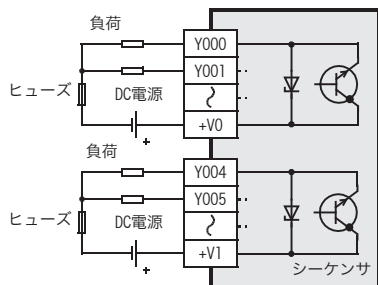 負荷
Y000
Y001
ヒューズ
DC電源
+V0
+
負荷
Y004
Y005
ヒューズ
DC電源
+V1
+
シーケンサ